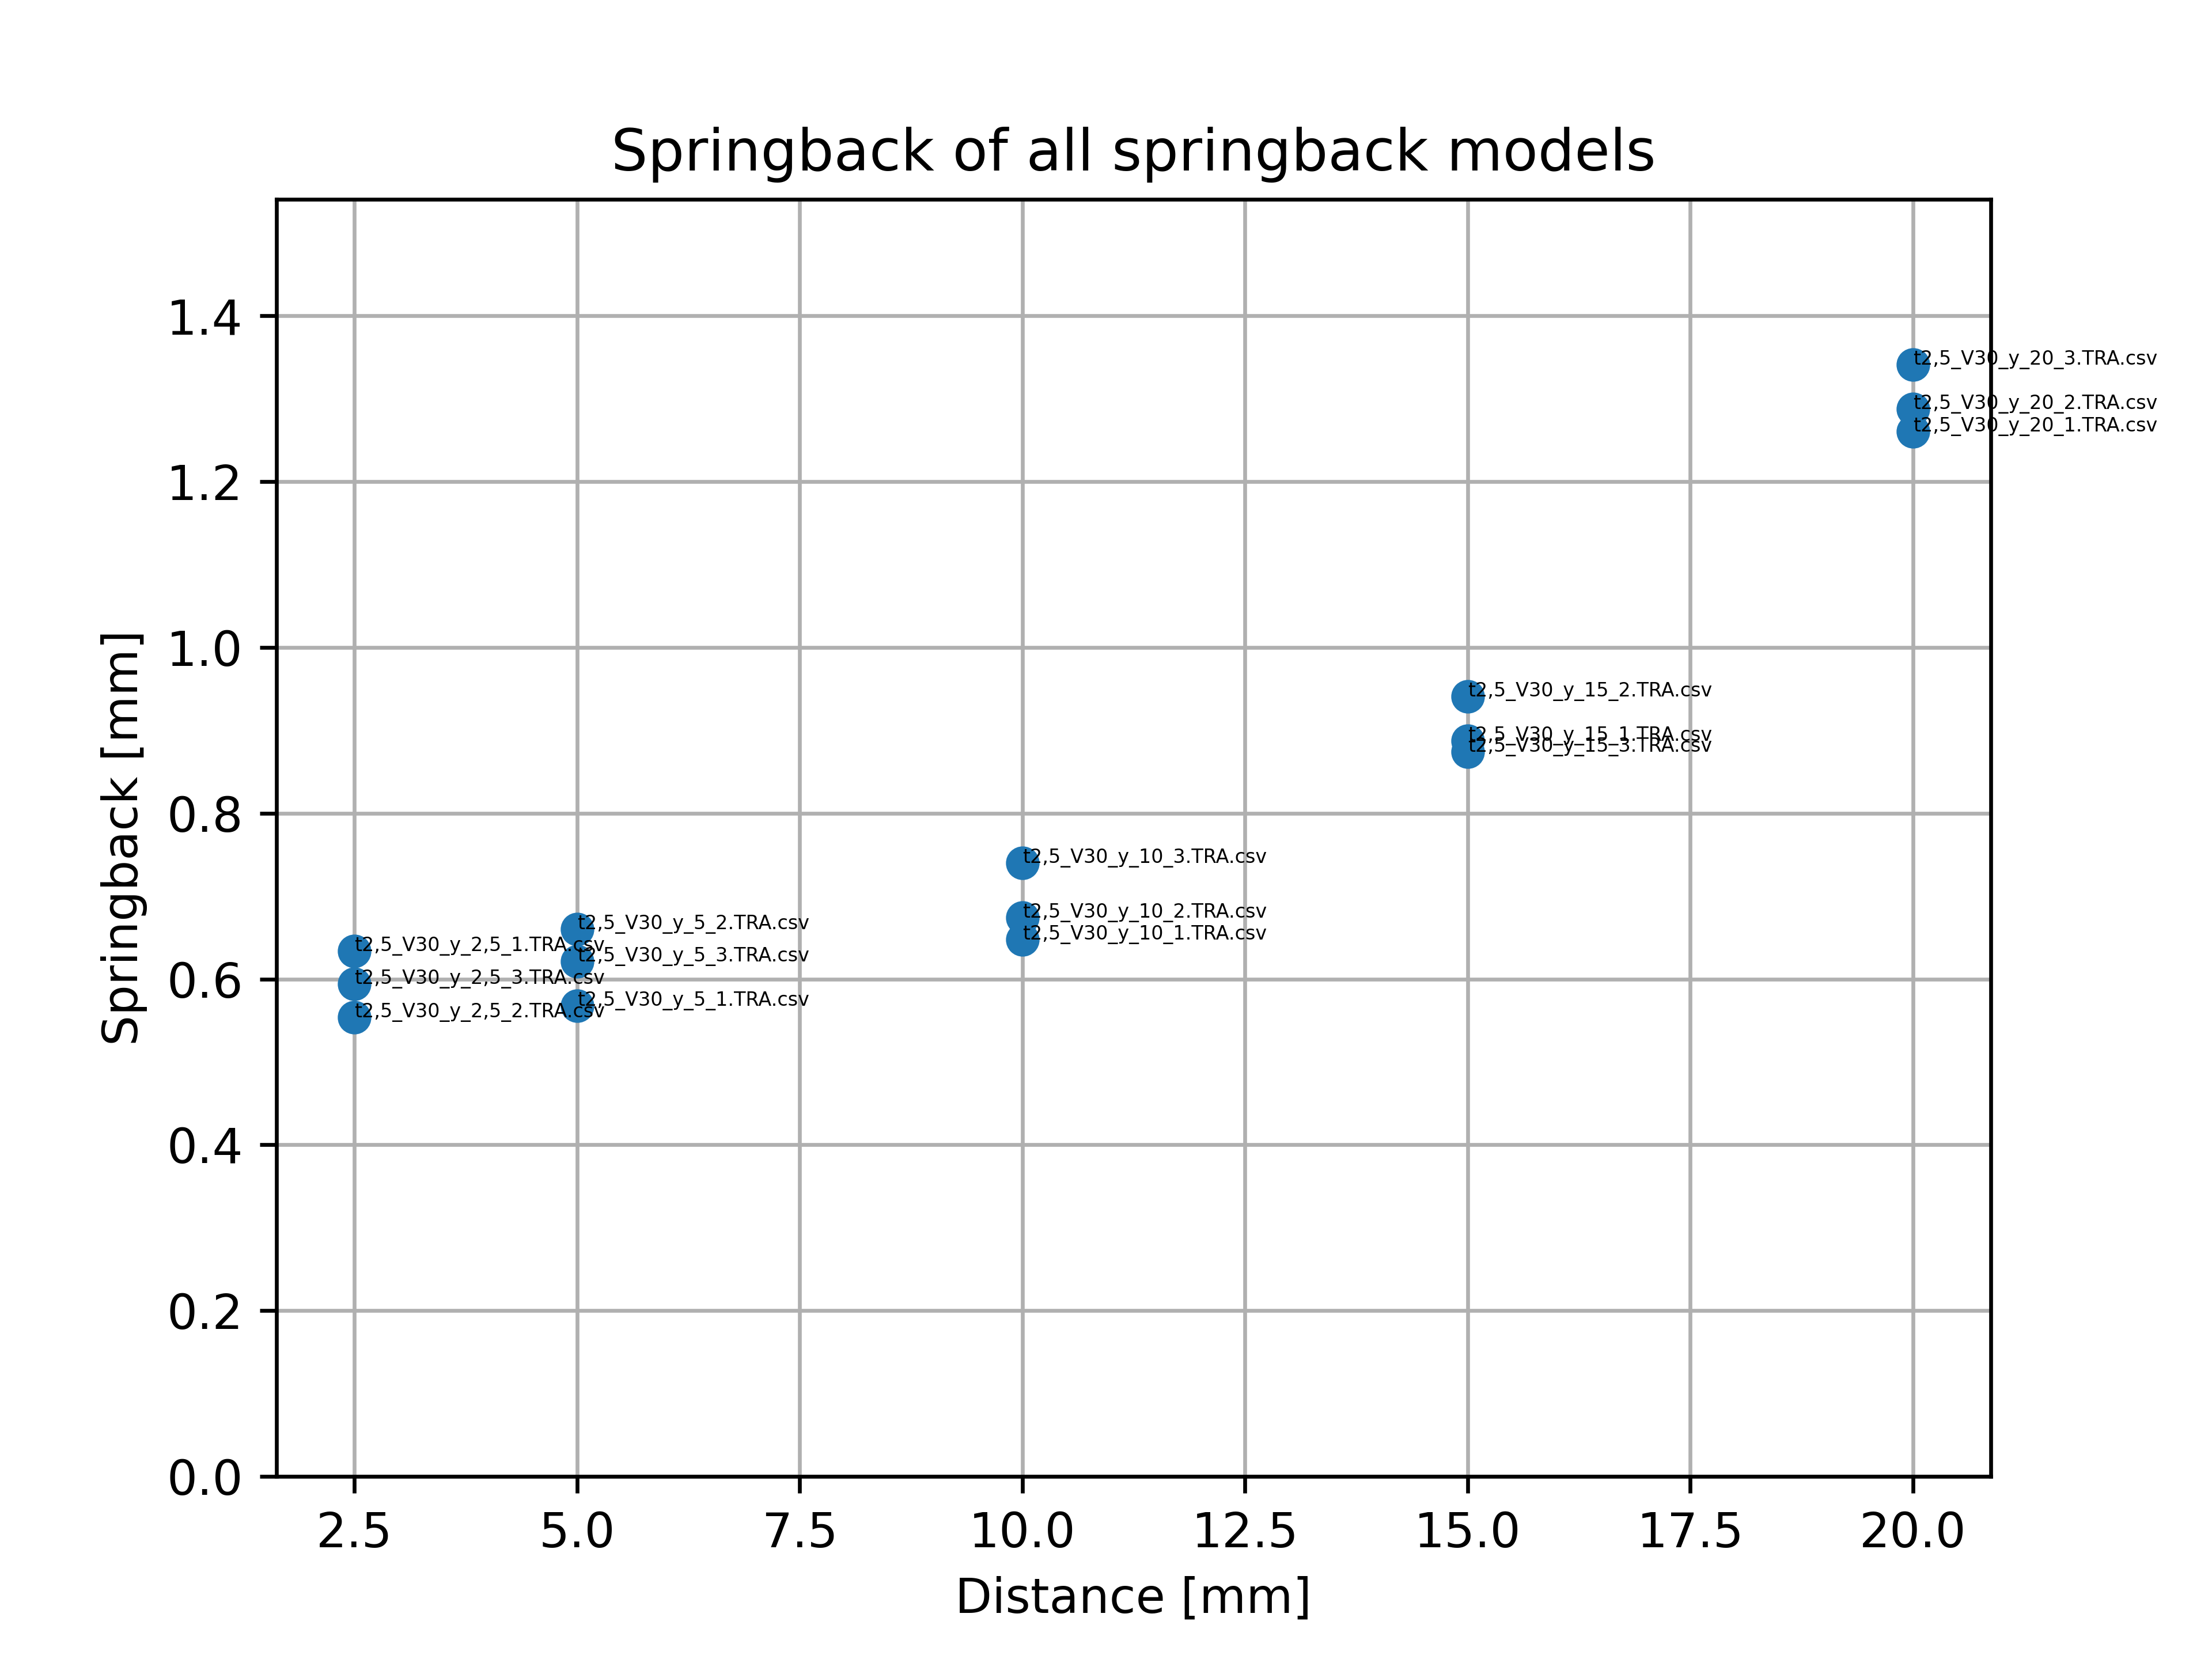 Springback of all springback models
1.4
1.2
1.0
0.8
0.6
0.4
0.2
0.0
Springback [mm]
t2,5_V30_y_20_3.TRA.csv
t2,5_V30_y_20_2.TRA.csv
t2,5_V30_y_20_1.TRA.csv
t2,5_V30_y_15_2.TRA.csv
t2,5_V30_y_15_1.TRA.csv
t2,5_V30_y_15_3.TRA.csv
t2,5_V30_y_10_3.TRA.csv
t2,5_V30_y_10_2.TRA.csv
t2,5_V30_y_10_1.TRA.csv
t2,5_V30_y_5_2.TRA.csv
t2,5_V30_y_5_3.TRA.csv
t2,5_V30_y_5_1.TRA.csv
t2,5_V30_y_2,5_1.TRA.csv
t2,5_V30_y_2,5_3.TRA.csv
t2,5_V30_y_2,5_2.TRA.csv
2.5 5.0 7.5 10.0 12.5 15.0 17.5 20.0
Distance [mm]